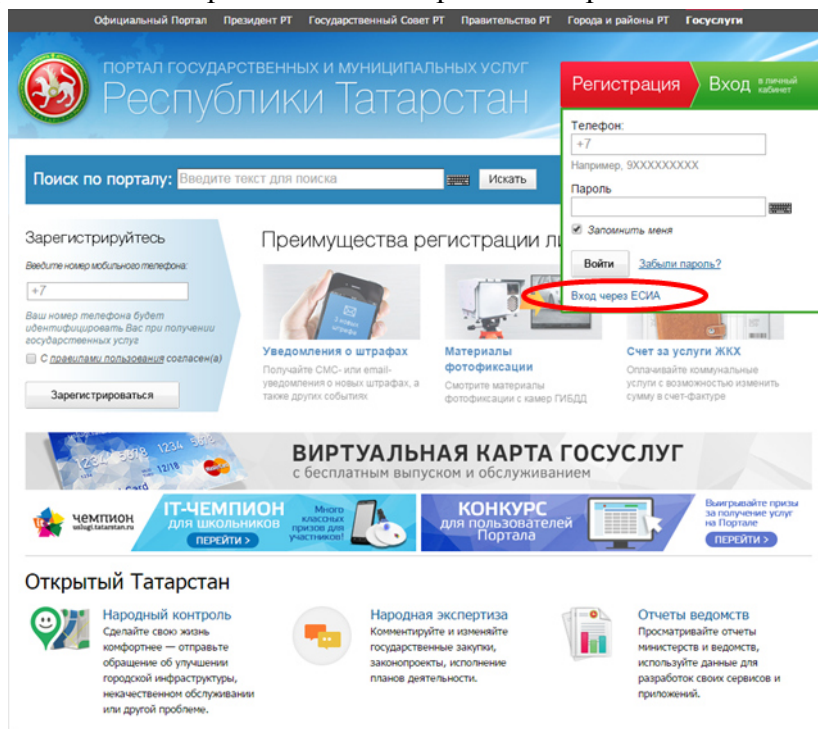 Официальный Портал Президент РТ Государственный Совет РТ Правительство РТ Города и районы РТ Госуслуги
ПОРТАЛ ГОСУДАРСТВЕННЫХ И МУНИЦИПАЛЬНЫХ УСЛУГ
Республики Татарстан
Регистрация
Вход в личный
кабинет
Телефон:
+7
Например, 9XXXXXXXXX
Пароль
Запомнить меня
Войти Забыли пароль?
Вход через ЕСИА
Поиск по порталу: Введите текст для поиска Искать
Зарегистрируйтесь
Введите номер мобильного телефона:
+7
Ваш номер телефона будет
идентифицировать Вас при получении
государственных услуг
С правилами пользования согласен(а)
Зарегистрироваться
Преимущества регистрации ли
Уведомления о штрафах
Получайте СМС- или email-
уведомления о новых штрафах, а
также других событиях
Материалы
фотофиксации
Смотрите материалы
фотофиксации с камер ГИБДД
Счет за услуги ЖКХ
Оплачивайте коммунальные
услуги с возможностью изменить
сумму в счет-фактуре
1234 5678 1234 5678
12/18
ВИРТУАЛЬНАЯ КАРТА ГОСУСЛУГ
с бесплатным выпуском и обслуживанием
чемпион
uslugi.tatarstan.ru
IT-ЧЕМПИОН
для школьников
ПЕРЕЙТИ >
Много
классных
призов для
участников!
КОНКУРС
для пользователей
Портала
Выигрывайте призы
за получение услуг
на Портале
ПЕРЕЙТИ >
Открытый Татарстан
Народный контроль
Сделайте свою жизнь
комфортнее — отправьте
обращение об улучшении
городской инфраструктуры,
некачественном обслуживании
или другой проблеме.
Народная экспертиза
Комментируйте и изменяйте
государственные закупки,
законопроекты, исполнение
планов деятельности.
Отчеты ведомств
Просматривайте отчеты
министерств и ведомств,
используйте данные для
разработок своих сервисов и
приложений.